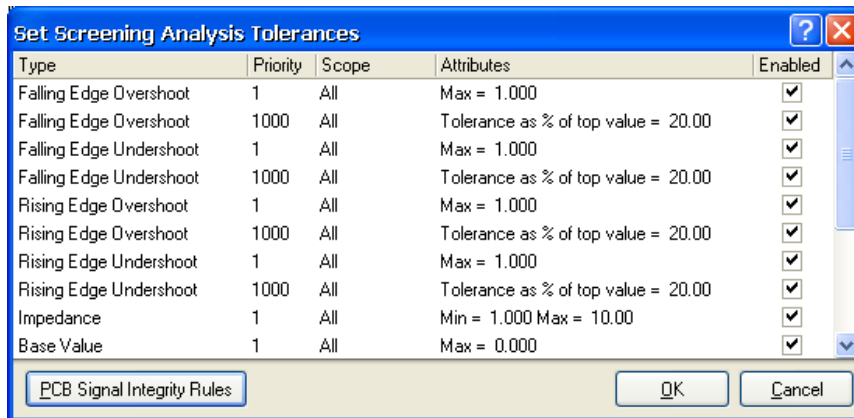 Set Screening Analysis Tolerances
Type Priority Scope Attributes Enabled
Falling Edge Overshoot 1 All Max = 1.000
Falling Edge Overshoot 1000 All Tolerance as % of top value = 20.00
Falling Edge Undershoot 1 All Max = 1.000
Falling Edge Undershoot 1000 All Tolerance as % of top value = 20.00
Rising Edge Overshoot 1 All Max = 1.000
Rising Edge Overshoot 1000 All Tolerance as % of top value = 20.00
Rising Edge Undershoot 1 All Max = 1.000
Rising Edge Undershoot 1000 All Tolerance as % of top value = 20.00
Impedance 1 All Min = 1.000 Max = 10.00
Base Value 1 All Max = 0.000
PCB Signal Integrity Rules OK Cancel